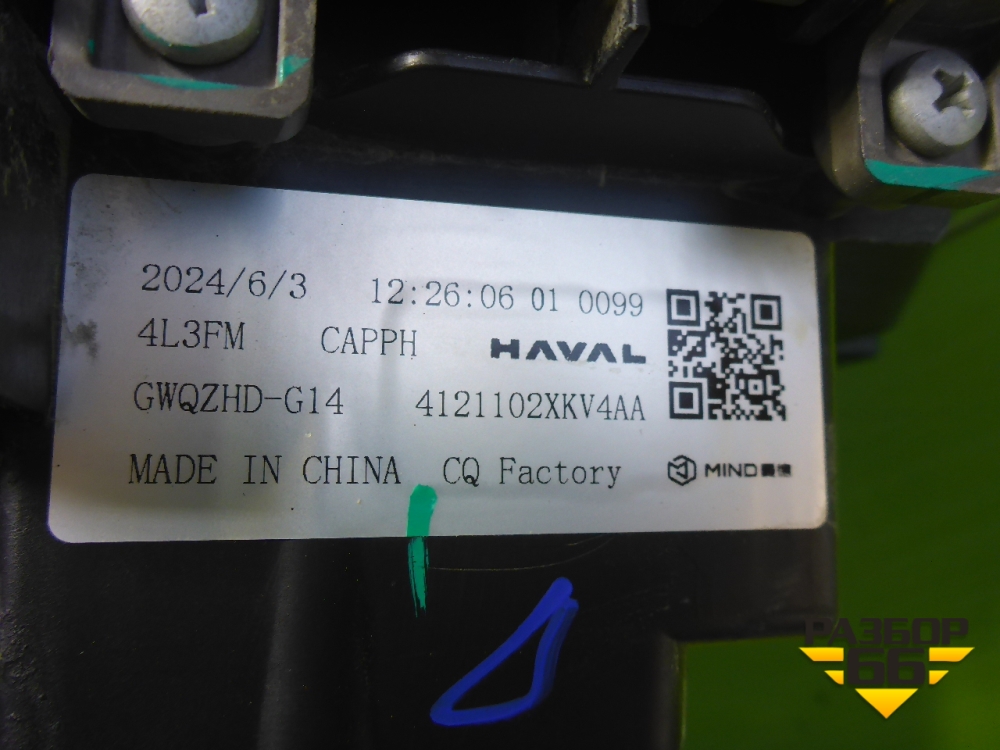 2024/6/3 12:26:06 01 0099
4L3FM CAPPH HAVAL
GWQZHD-G14 4121102XKV4AA
MADE IN CHINA CQ Factory MIND
РАЗБОР
66